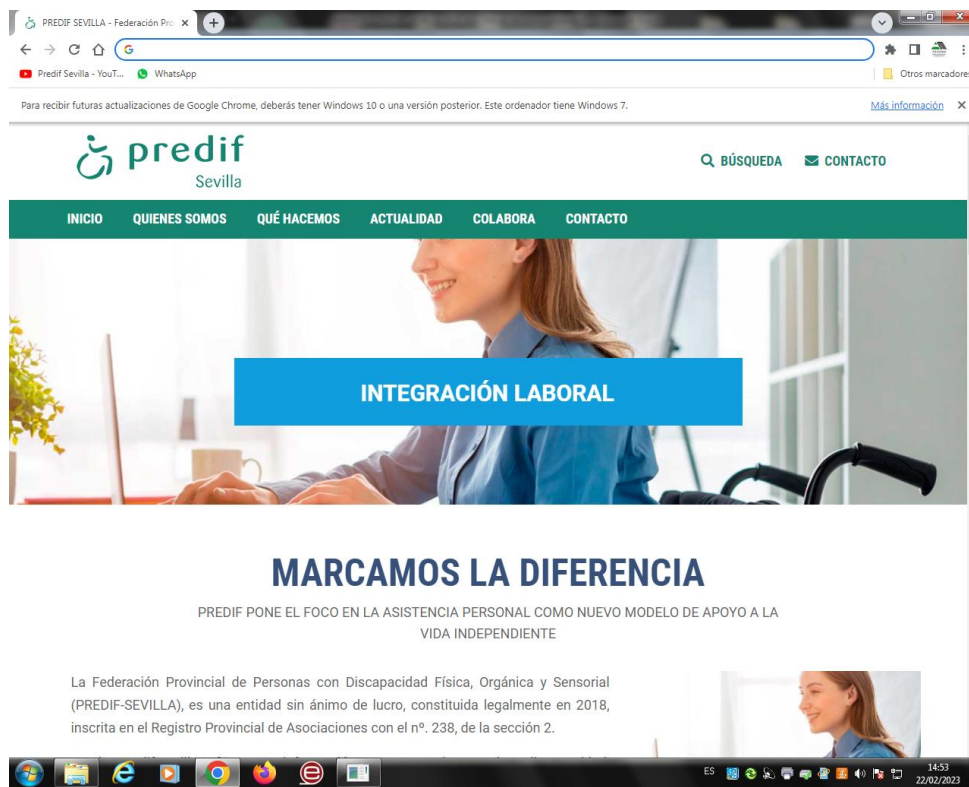 PREDIF SEVILLA - Federación Pro
Predif Sevilla - YouT... WhatsApp Otros marcadores
Para recibir futuras actualizaciones de Google Chrome, deberás tener Windows 10 o una versión posterior. Este ordenador tiene Windows 7. Más información
predif
Sevilla
BÚSQUEDA CONTACTO
INICIO QUIENES SOMOS QUÉ HACEMOS ACTUALIDAD COLABORA CONTACTO
INTEGRACIÓN LABORAL
MARCAMOS LA DIFERENCIA
PREDIF PONE EL FOCO EN LA ASISTENCIA PERSONAL COMO NUEVO MODELO DE APOYO A LA
VIDA INDEPENDIENTE
La Federación Provincial de Personas con Discapacidad Física, Orgánica y Sensorial
(PREDIF-SEVILLA), es una entidad sin ánimo de lucro, constituida legalmente en 2018,
inscrita en el Registro Provincial de Asociaciones con el nº. 238, de la sección 2.
ES 14:53
22/02/2023